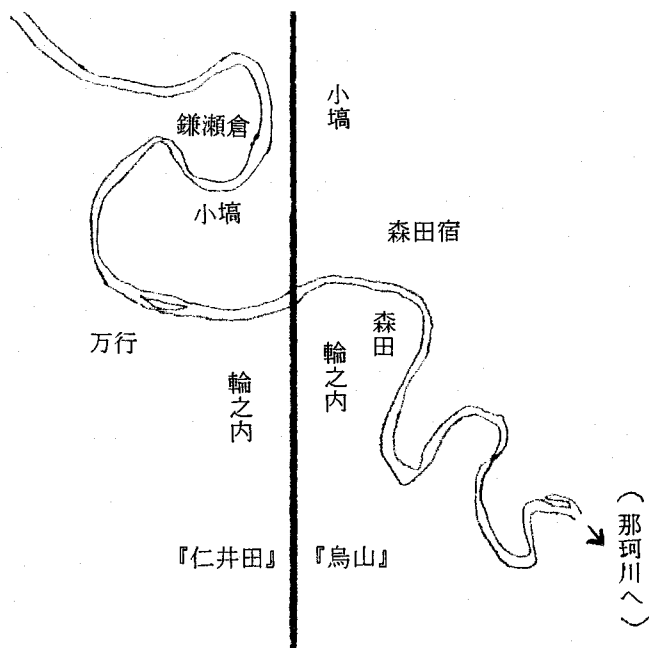 小塙
鎌瀬倉
小塙
森田宿
森田
万行
輪之内
輪之内
『仁井田』
『烏山』
（那珂川へ）